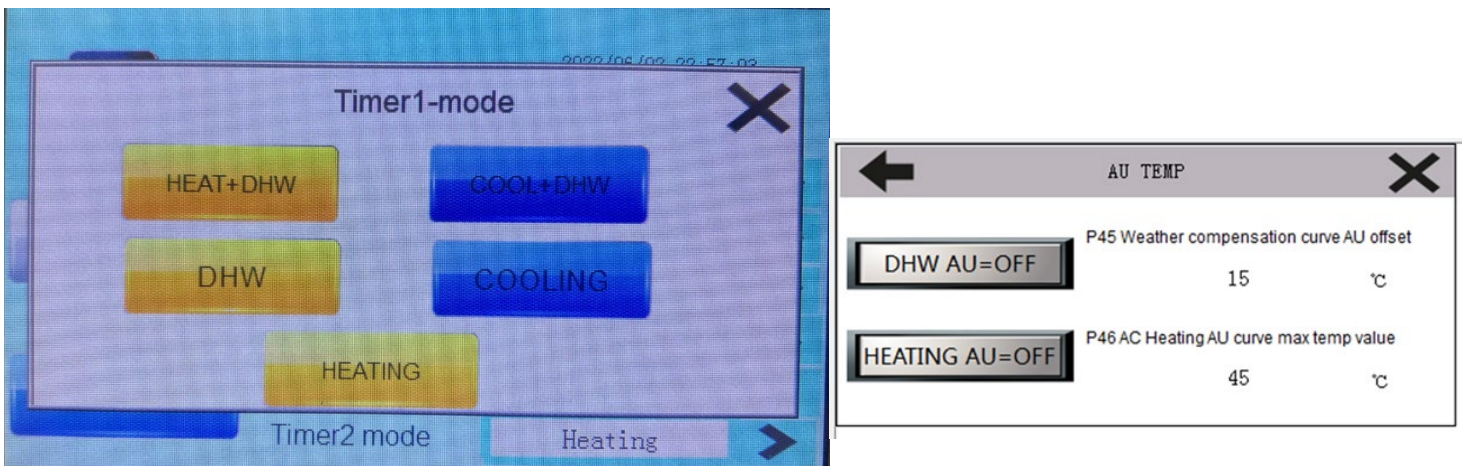 Timer1-mode
HEAT+DHW
COOL+DHW
DHW
COOLING
HEATING
Timer2 mode
Heating
AU TEMP
DHW AU=OFF
P45 Weather compensation curve AU offset
15 ℃
HEATING AU=OFF
P46 AC Heating AU curve max temp value
45 ℃